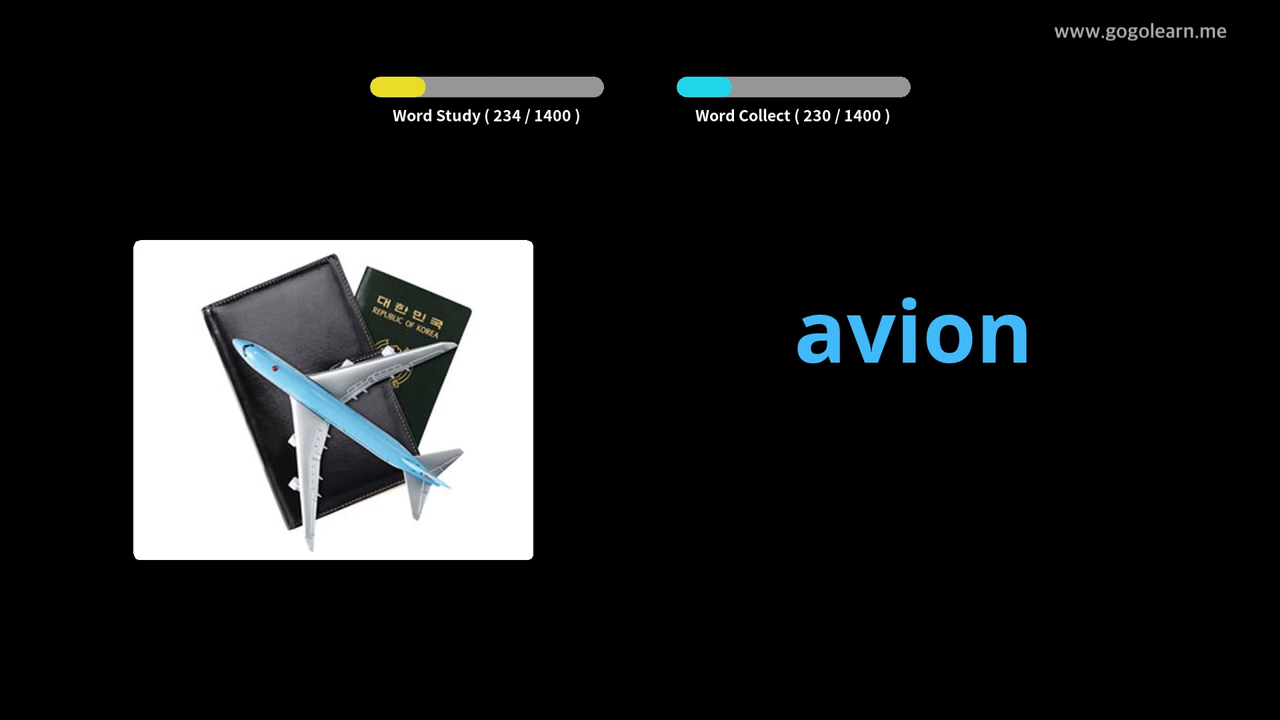 www.gogolearn.me
Word Study ( 234 / 1400 )
Word Collect ( 230 / 1400 )
대한민국
REPUBLIC OF KOREA
avion